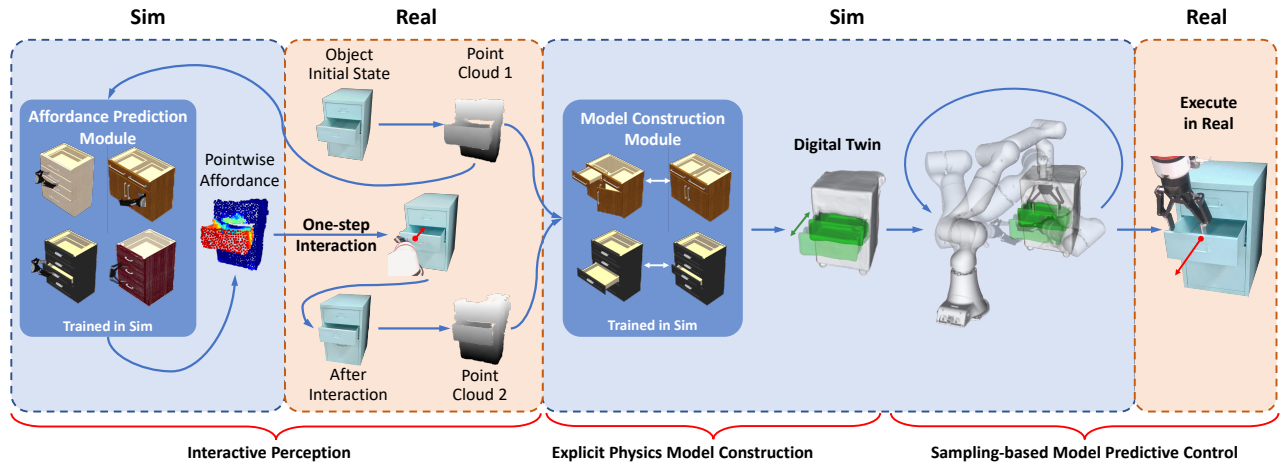 Sim
Real
Sim
Real
Affordance Prediction
Module
Trained in Sim
Pointwise
Affordance
Object
Initial State
Point
Cloud 1
One-step
Interaction
After
Interaction
Point
Cloud 2
Model Construction
Module
Trained in Sim
Digital Twin
Execute
in Real
Interactive Perception
Explicit Physics Model Construction
Sampling-based Model Predictive Control